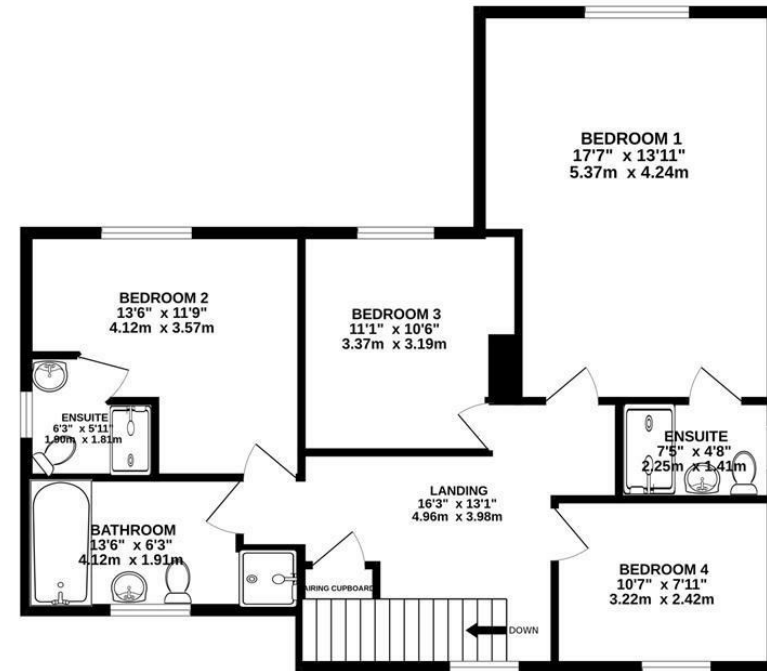 BEDROOM 1
17'7" x 13'11"
5.37m x 4.24m
BEDROOM 2
13'6" x 11'9"
4.12m x 3.57m
BEDROOM 3
11'1" x 10'6"
3.37m x 3.19m
ENSUITE
6'3" x 5'11"
1.90m x 1.81m
ENSUITE
7'5" x 4'8"
2.25m x 1.41m
LANDING
16'3" x 13'1"
4.96m x 3.98m
BATHROOM
13'6" x 6'3"
4.12m x 1.91m
AIRING CUPBOARD
BEDROOM 4
10'7" x 7'11"
3.22m x 2.42m
DOWN